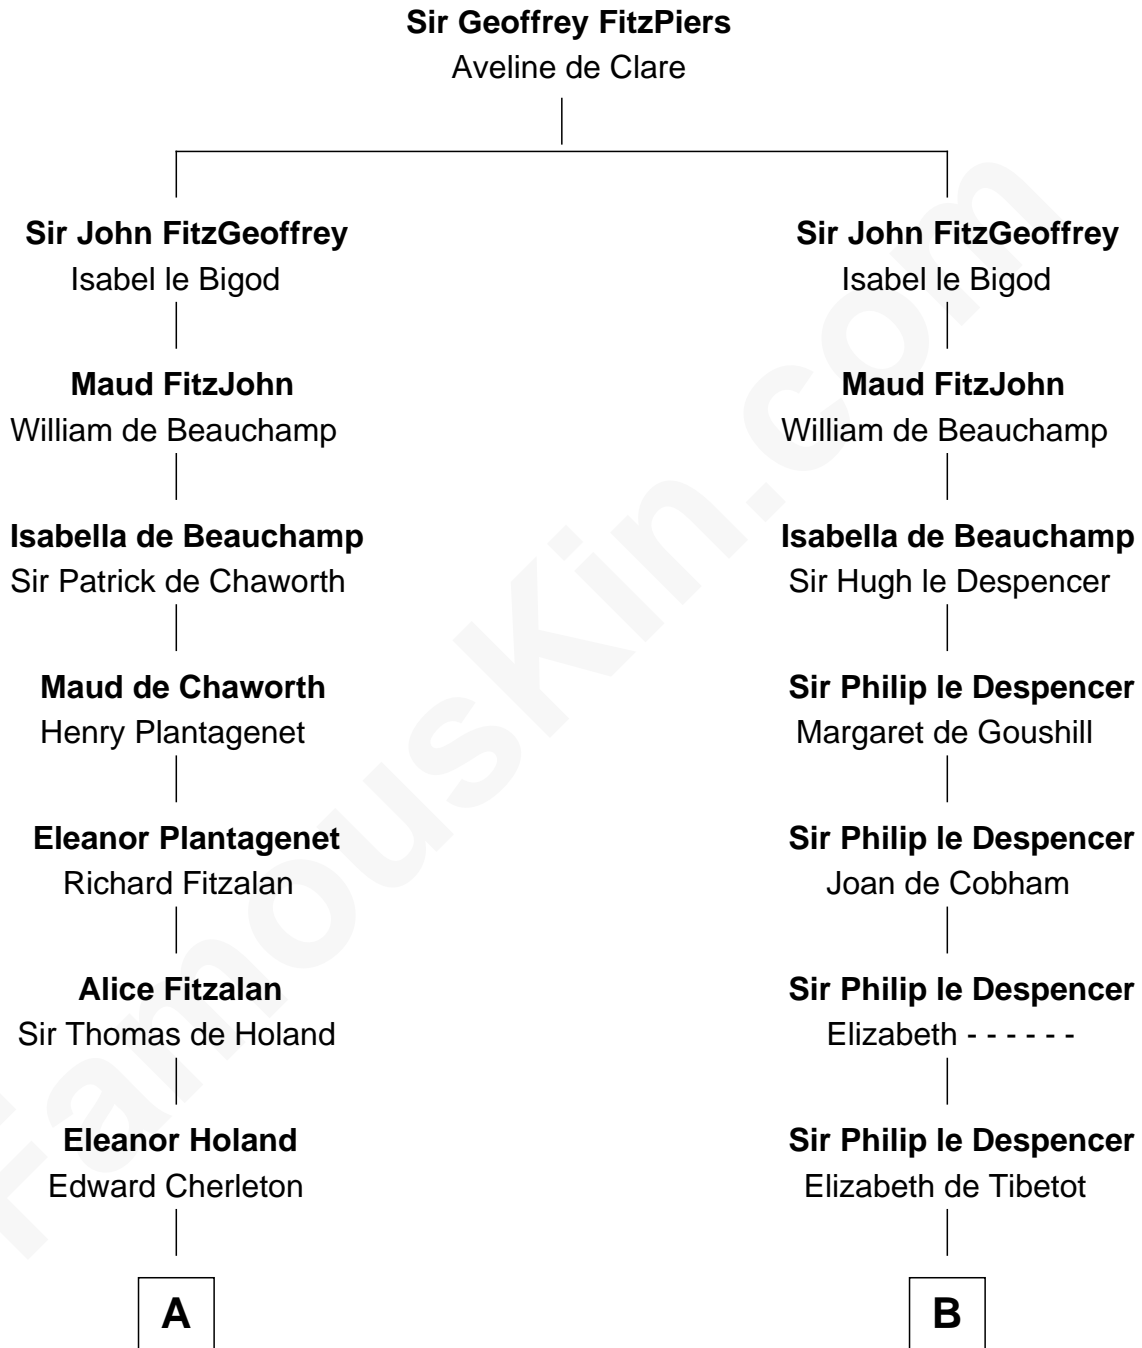 Sir Geoffrey FitzPiers
Aveline de Clare
Sir John FitzGeoffrey
Isabel le Bigod
Maud FitzJohn
William de Beauchamp
Isabella de Beauchamp
Sir Patrick de Chaworth
Maud de Chaworth
Henry Plantagenet
Eleanor Plantagenet
Richard Fitzalan
Alice Fitzalan
Sir Thomas de Holand
Eleanor Holand
Edward Cherleton
A
Sir John FitzGeoffrey
Isabel le Bigod
Maud FitzJohn
William de Beauchamp
Isabella de Beauchamp
Sir Hugh le Despencer
Sir Philip le Despencer
Margaret de Goushill
Sir Philip le Despencer
Joan de Cobham
Sir Philip le Despencer
Elizabeth - - - - - -
Sir Philip le Despencer
Elizabeth de Tibetot
B
FamousKin.com